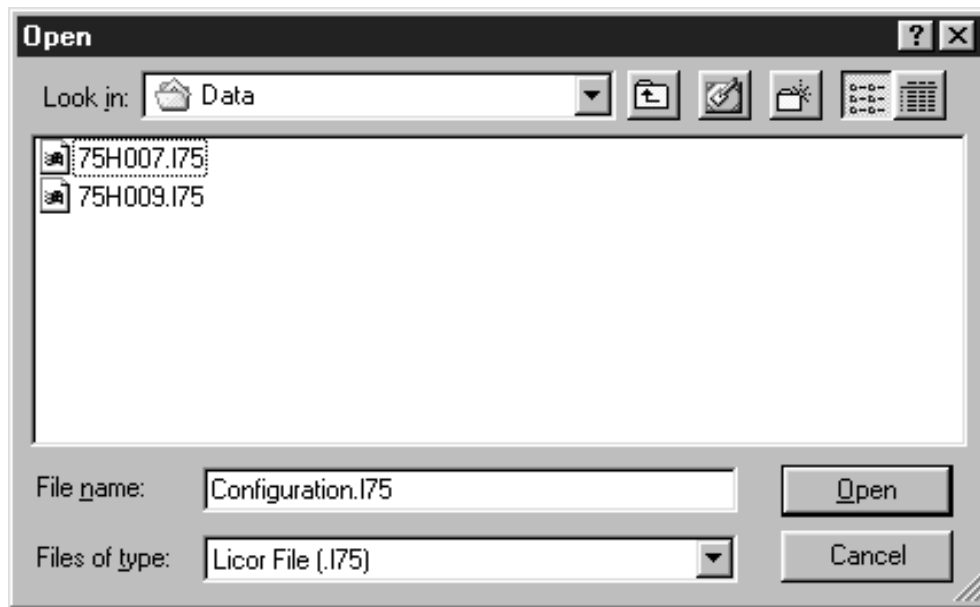 Open
Look in: Data
75H007.I75
75H009.I75
File name: Configuration.I75
Open
Files of type: Licor File (.I75)
Cancel